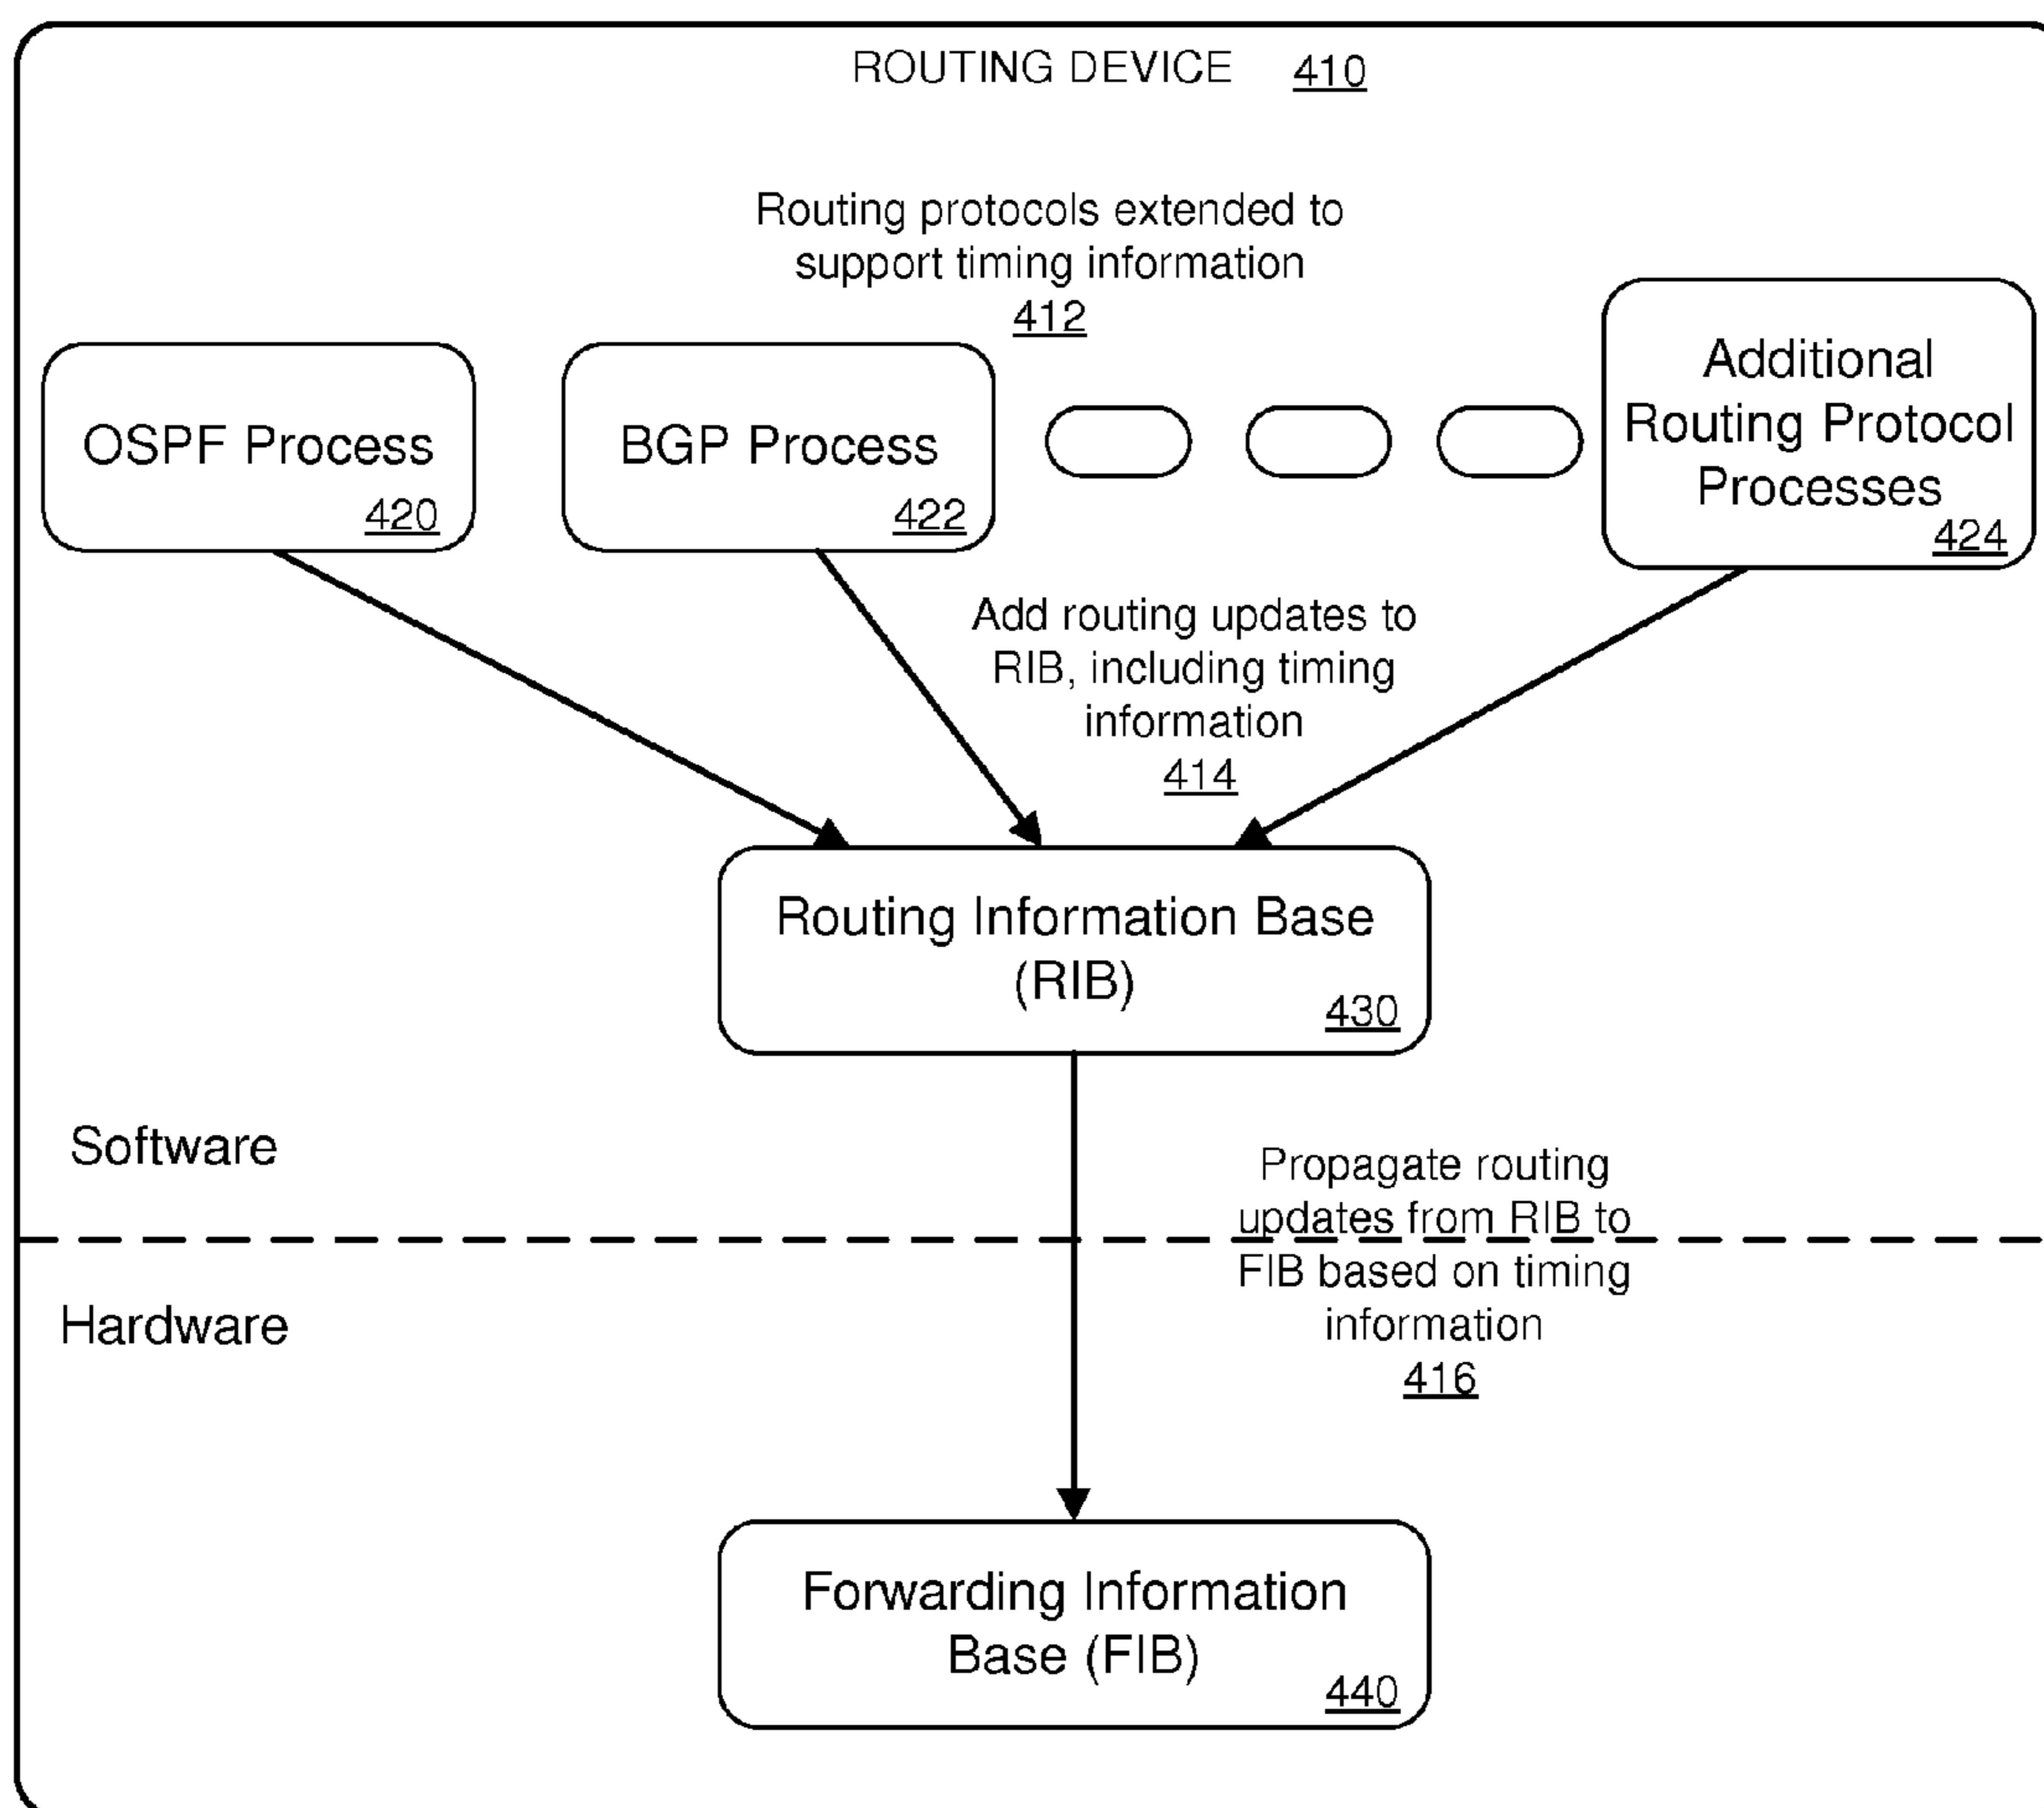 ROUTING DEVICE 410
Routing protocols extended to
support timing information
412
OSPF Process
420
BGP Process
422
Additional
Routing Protocol
Processes
424
Add routing updates to
RIB, including timing
information
414
Routing Information Base
(RIB)
430
Software
Propagate routing
updates from RIB to
FIB based on timing
information
416
Hardware
Forwarding Information
Base (FIB)
440